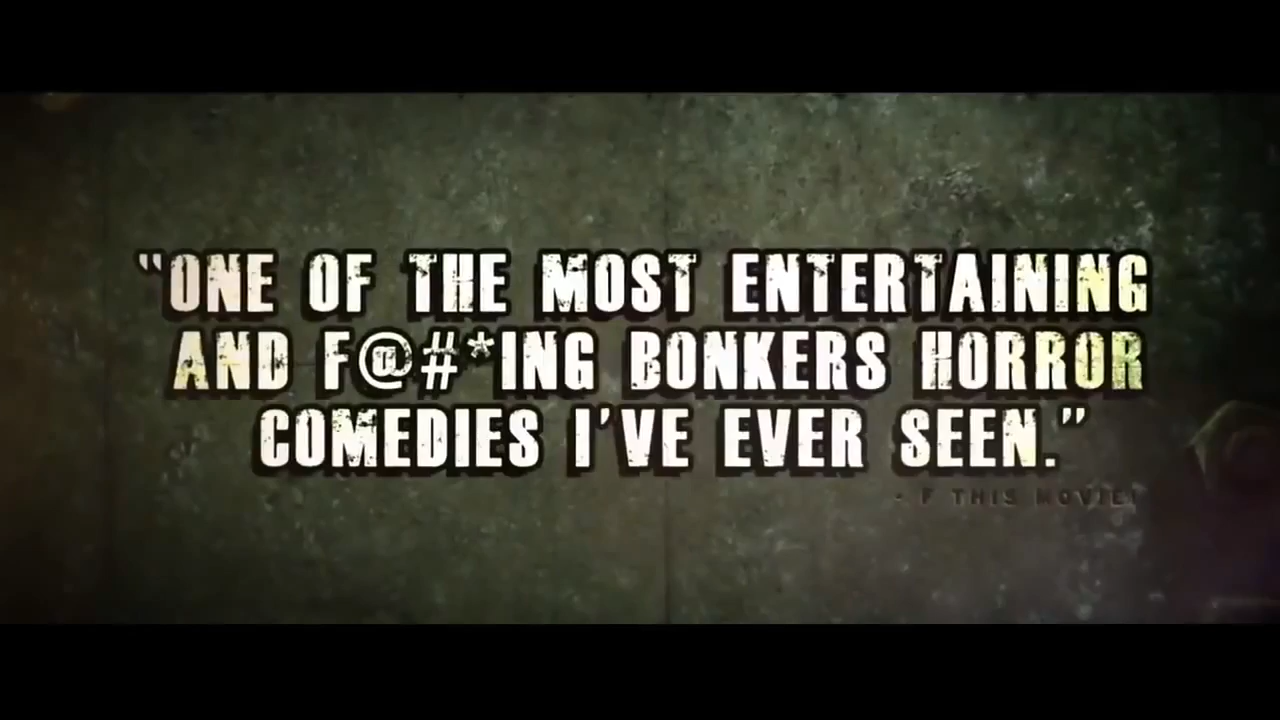 “ONE OF THE MOST ENTERTAINING
AND F@#*ING BONKERS HORROR
COMEDIES I'VE EVER SEEN.”
- F THIS MOVIE!